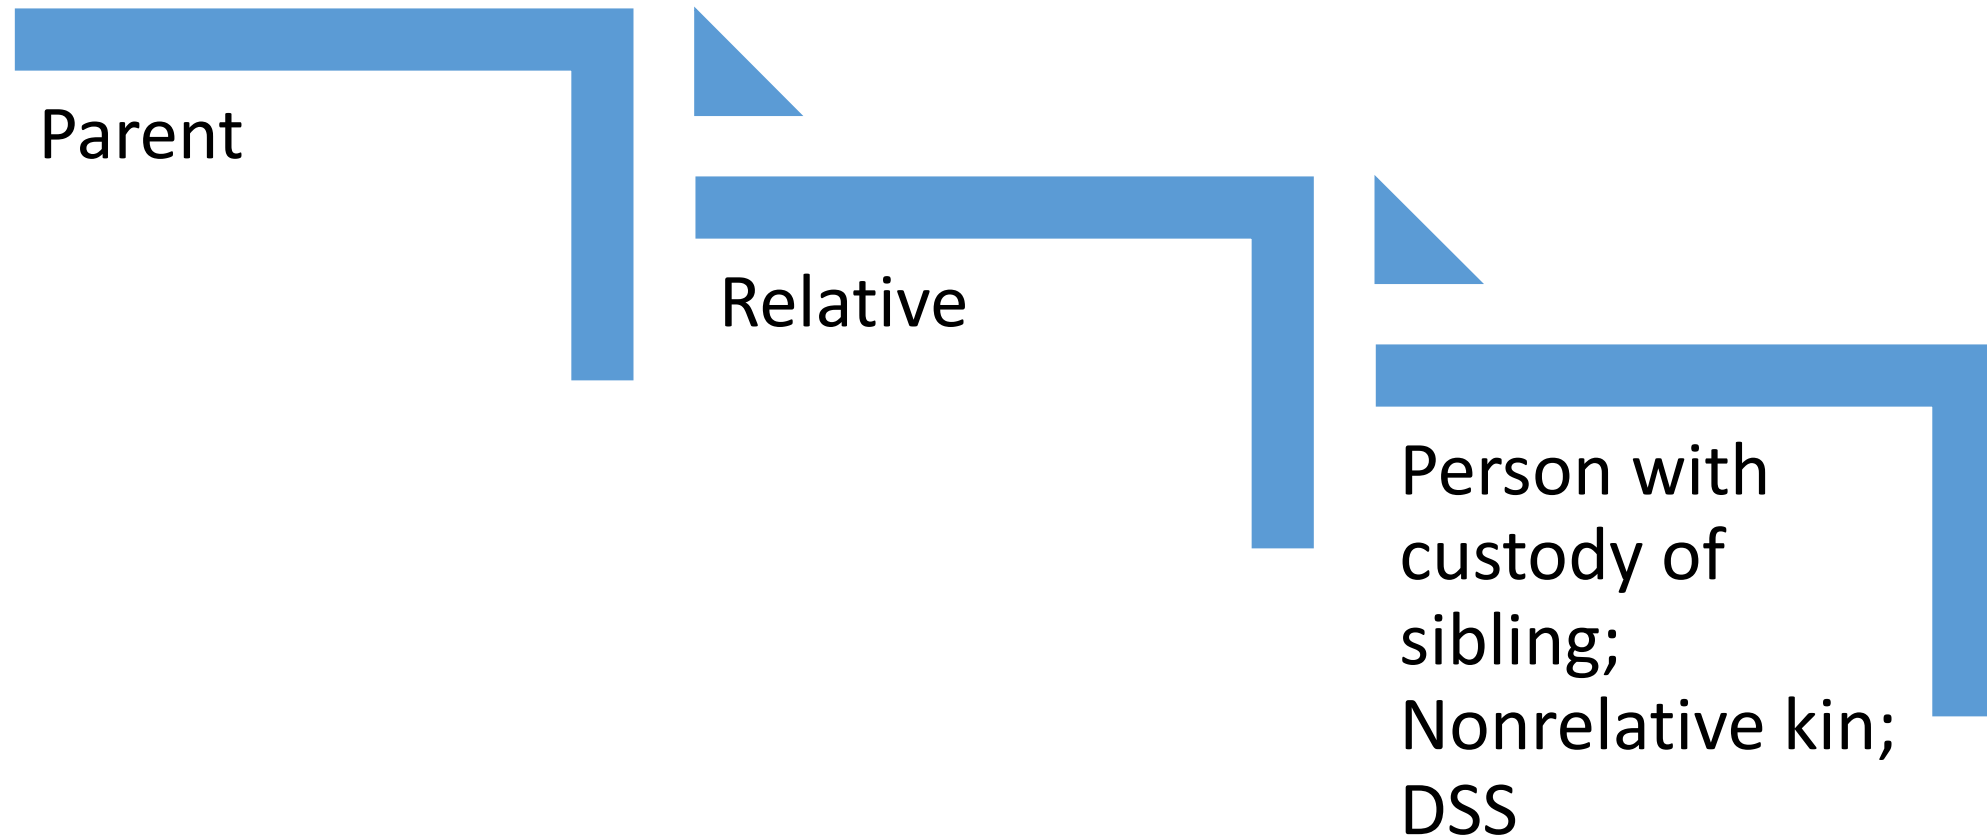 Parent
Relative
Person with
custody of
sibling;
Nonrelative kin;
DSS